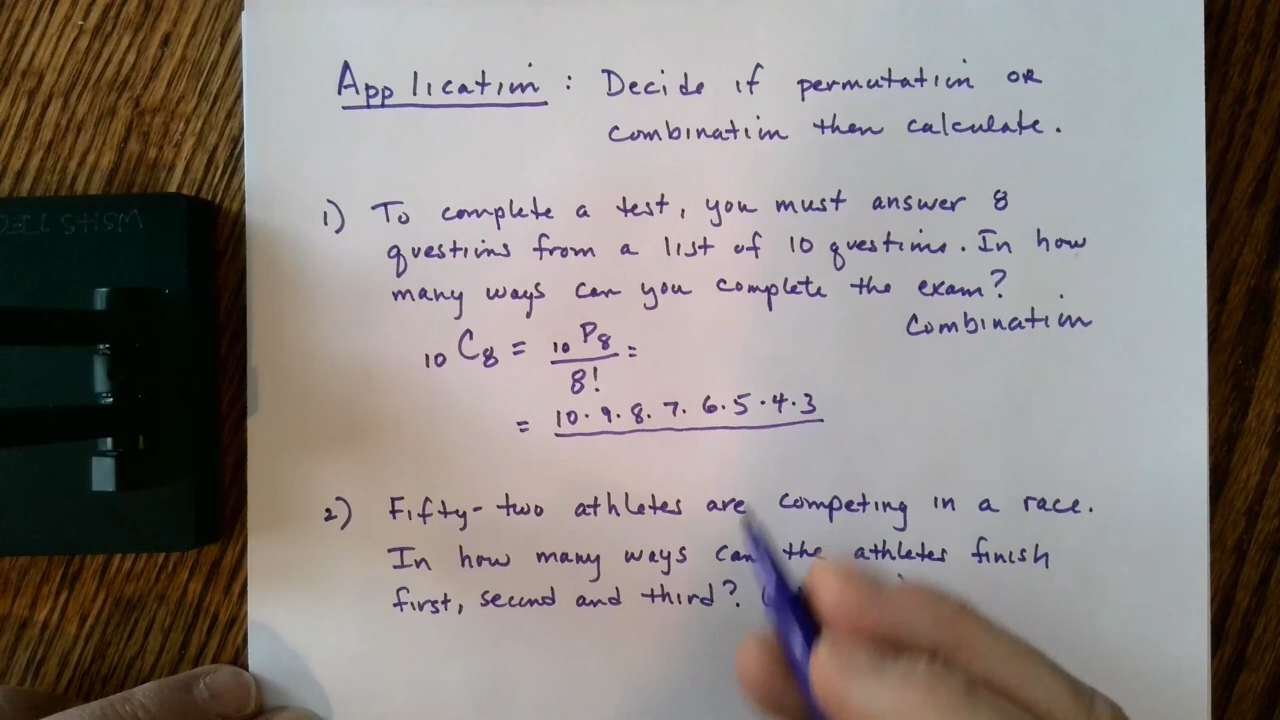 Application: Decide if permutation OR
combination then calculate.
1) To complete a test, you must answer 8
questions from a list of 10 questions. In how
many ways can you complete the exam?
Combination
₁₀C₈ = ₁₀P₈ / 8! =
= 10·9·8·7·6·5·4·3
2) Fifty-two athletes are competing in a race.
In how many ways can the athletes finish
first, second and third?